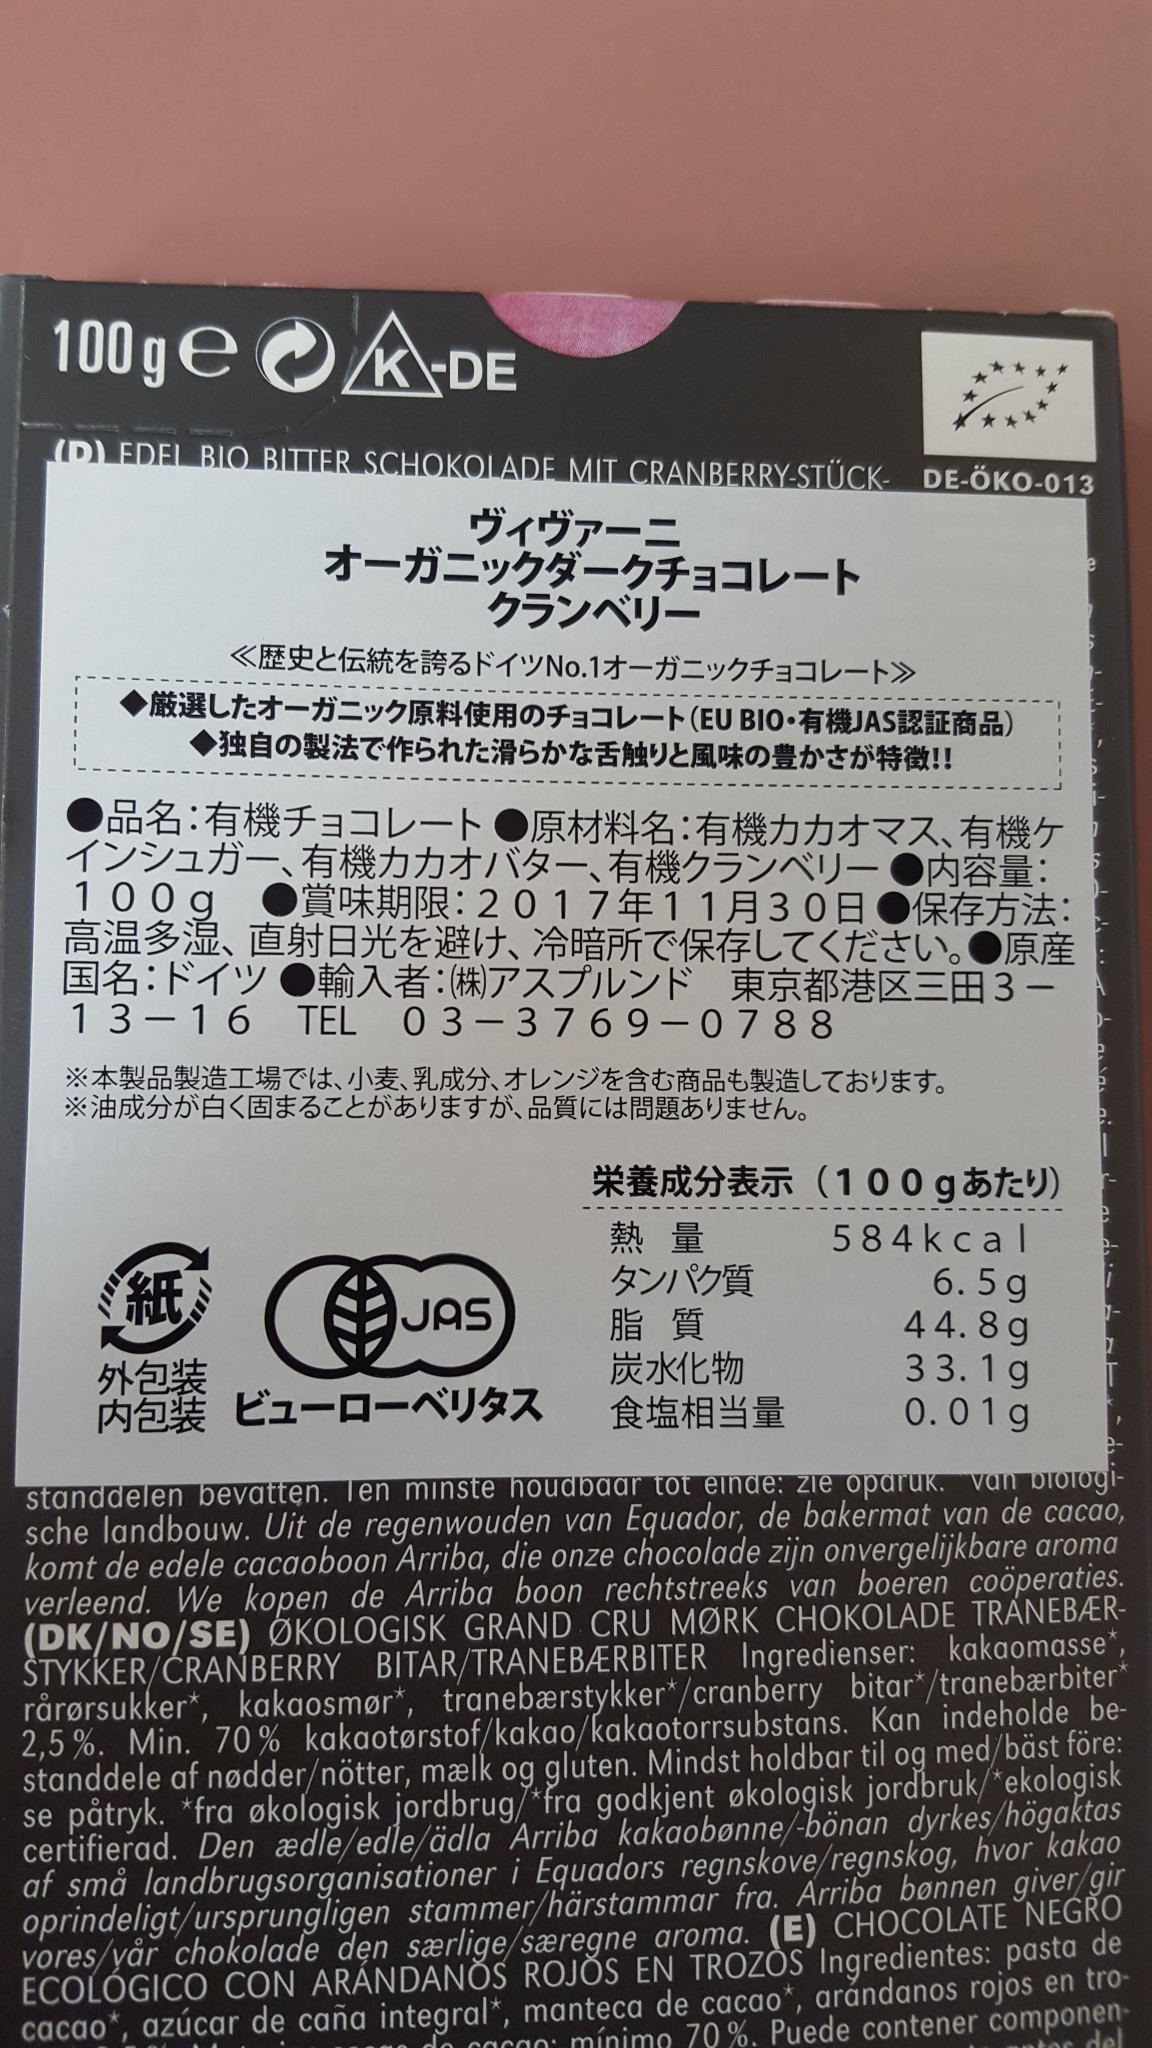 100 g e K-DE
(D) EDEL BIO BITTER SCHOKOLADE MIT CRANBERRY-STÜCK-
DE-ÖKO-013
ヴィヴァーニ
オーガニックダークチョコレート
クランベリー
≪歴史と伝統を誇るドイツNo.1オーガニックチョコレート≫
◆厳選したオーガニック原料使用のチョコレート(EU BIO・有機JAS認証商品)
◆独自の製法で作られた滑らかな舌触りと風味の豊かさが特徴!!
●品名:有機チョコレート ●原材料名:有機カカオマス、有機ケ
インシュガー、有機カカオバター、有機クランベリー ●内容量:
100g ●賞味期限:2017年11月30日 ●保存方法:
高温多湿、直射日光を避け、冷暗所で保存してください。●原産
国名:ドイツ ●輸入者:㈱アスプルンド 東京都港区三田3－
13－16 TEL 03－3769－0788
※本製品製造工場では、小麦、乳成分、オレンジを含む商品も製造しております。
※油成分が白く固まることがありますが、品質には問題ありません。
栄養成分表示(100gあたり)
熱量 584kcal
タンパク質 6.5g
脂質 44.8g
炭水化物 33.1g
食塩相当量 0.01g
紙
外包装
内包装
JAS
ビューローベリタス
standdelen bevatten. Ten minste houdbaar tot einde: zie opdruk. *van biologi-
sche landbouw. Uit de regenwouden van Equador, de bakermat van de cacao,
komt de edele cacaoboon Arriba, die onze chocolade zijn onvergelijkbare aroma
verleend. We kopen de Arriba boon rechtstreeks van boeren coöperaties.
(DK/NO/SE) ØKOLOGISK GRAND CRU MØRK CHOKOLADE TRANEBÆR-
STYKKER/CRANBERRY BITAR/TRANEBÆRBITER Ingredienser: kakaomasse*,
rårørsukker*, kakaosmør*, tranebærstykker*/cranberry bitar*/tranebærbiter*
2,5 %. Min. 70 % kakaotørstof/kakao/kakaotorrsubstans. Kan indeholde be-
standdele af nødder/nötter, mælk og gluten. Mindst holdbar til og med/bäst före:
se påtryk. *fra økologisk jordbrug/*fra godkjent økologisk jordbruk/*ekologisk
certifierad. Den ædle/edle/ädla Arriba kakaobønne/-bönan dyrkes/högaktas
af små landbrugsorganisationer i Equadors regnskove/regnskog, hvor kakao
oprindeligt/ursprungligen stammer/härstammar fra. Arriba bønnen giver/gir
vores/vår chokolade den særlige/særegne aroma. (E) CHOCOLATE NEGRO
ECOLÓGICO CON ARÁNDANOS ROJOS EN TROZOS Ingredientes: pasta de
cacao*, azúcar de caña integral*, manteca de cacao*, arándanos rojos en tro-
cacao: mínimo 70 %. Puede contener componen-
antes del